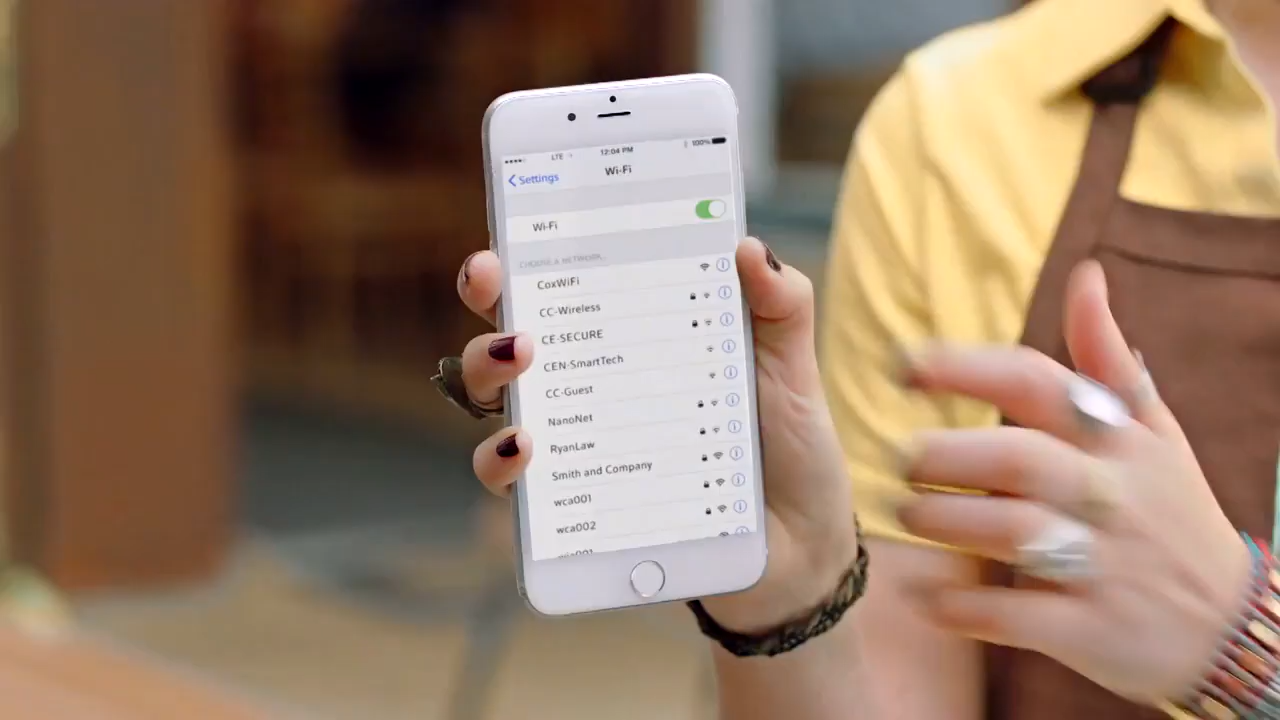 LTE 12:04 PM 100%
Settings Wi-Fi
Wi-Fi
CHOOSE A NETWORK...
CoxWiFi
CC-Wireless
CE-SECURE
CEN-SmartTech
CC-Guest
NanoNet
RyanLaw
Smith and Company
wca001
wca002